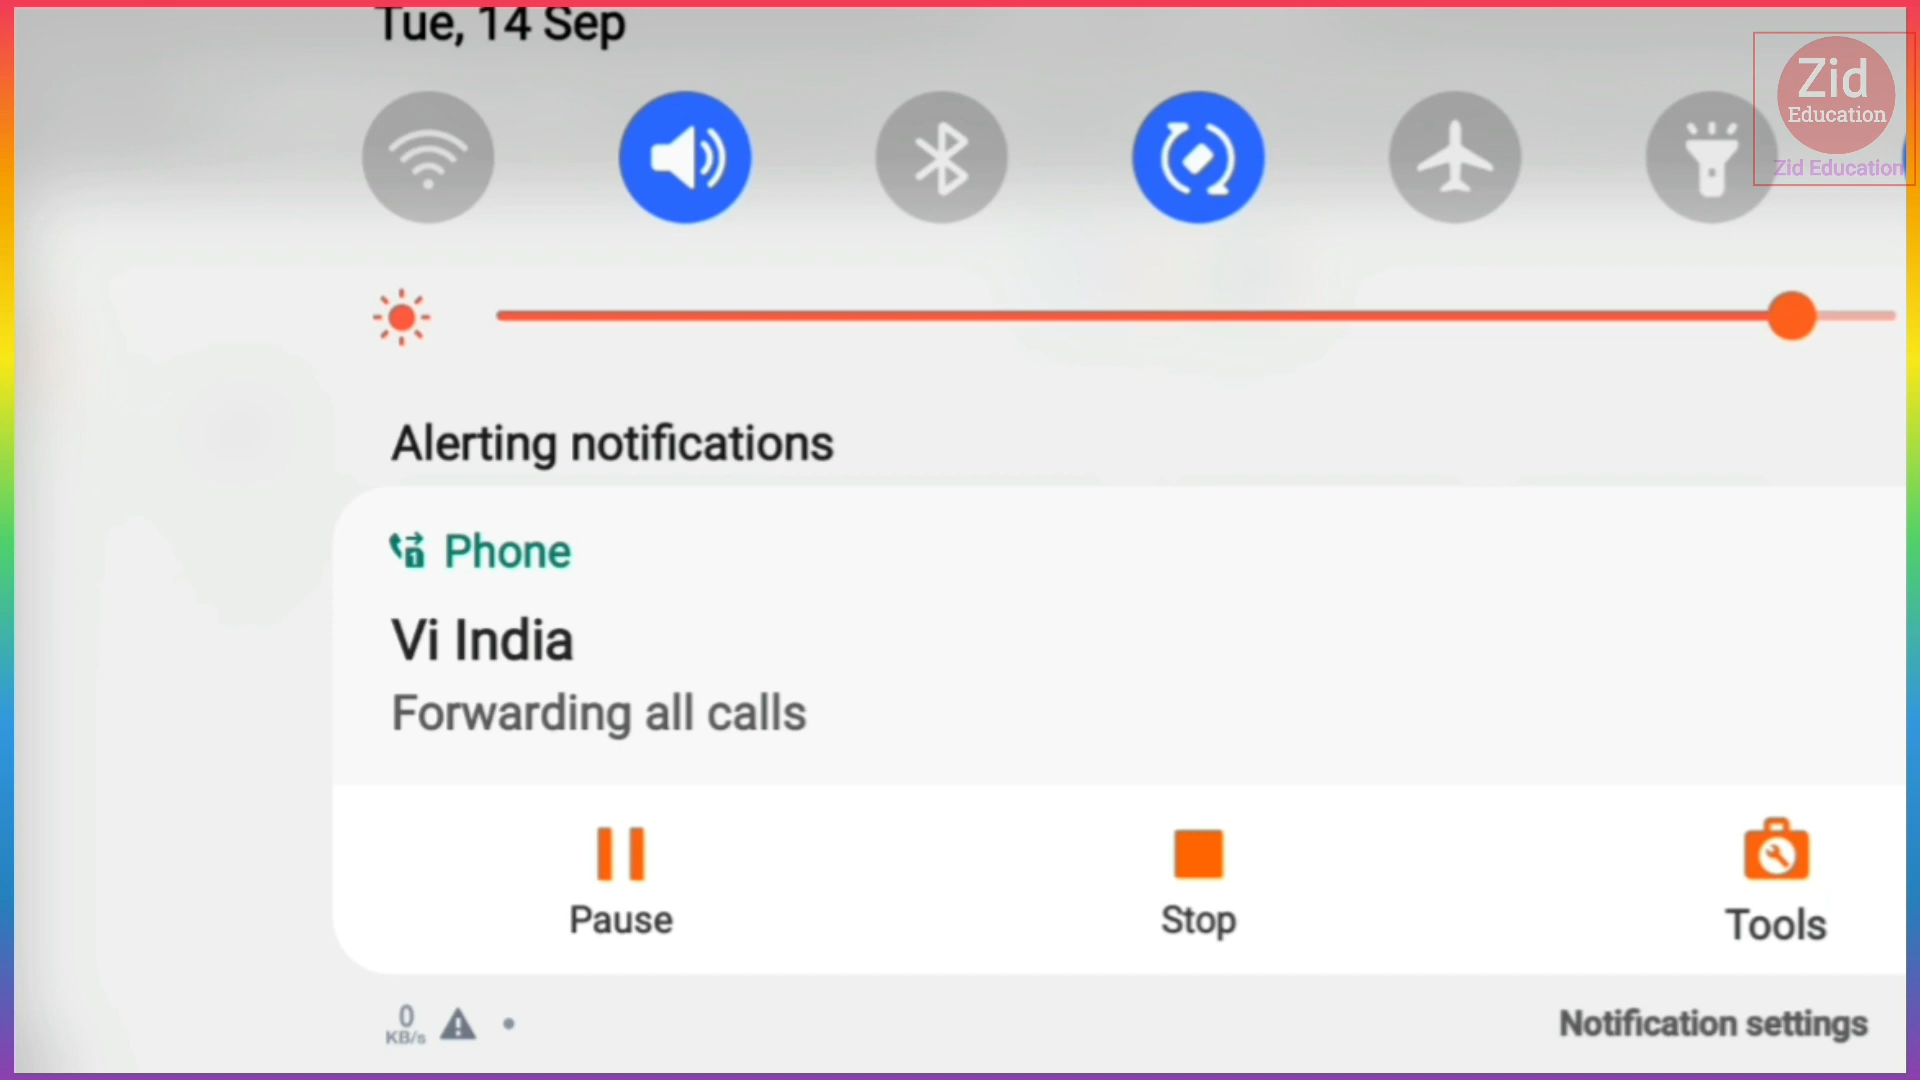 Tue, 14 Sep
Zid
Education
Zid Education
Alerting notifications
1 Phone
Vi India
Forwarding all calls
Pause
Stop
Tools
0
KB/s
Notification settings